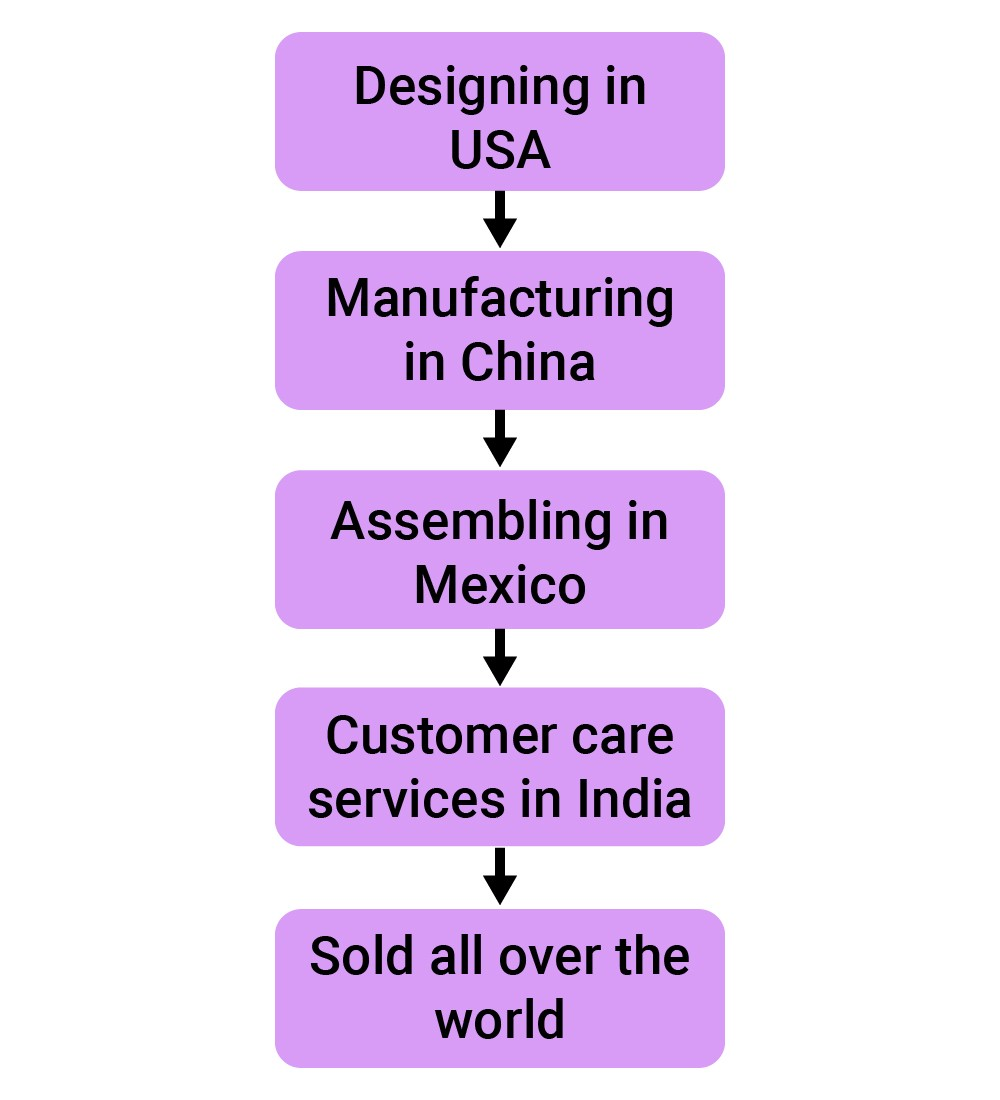 Designing in
USA
Manufacturing
in China
Assembling in
Mexico
Customer care
services in India
Sold all over the
world